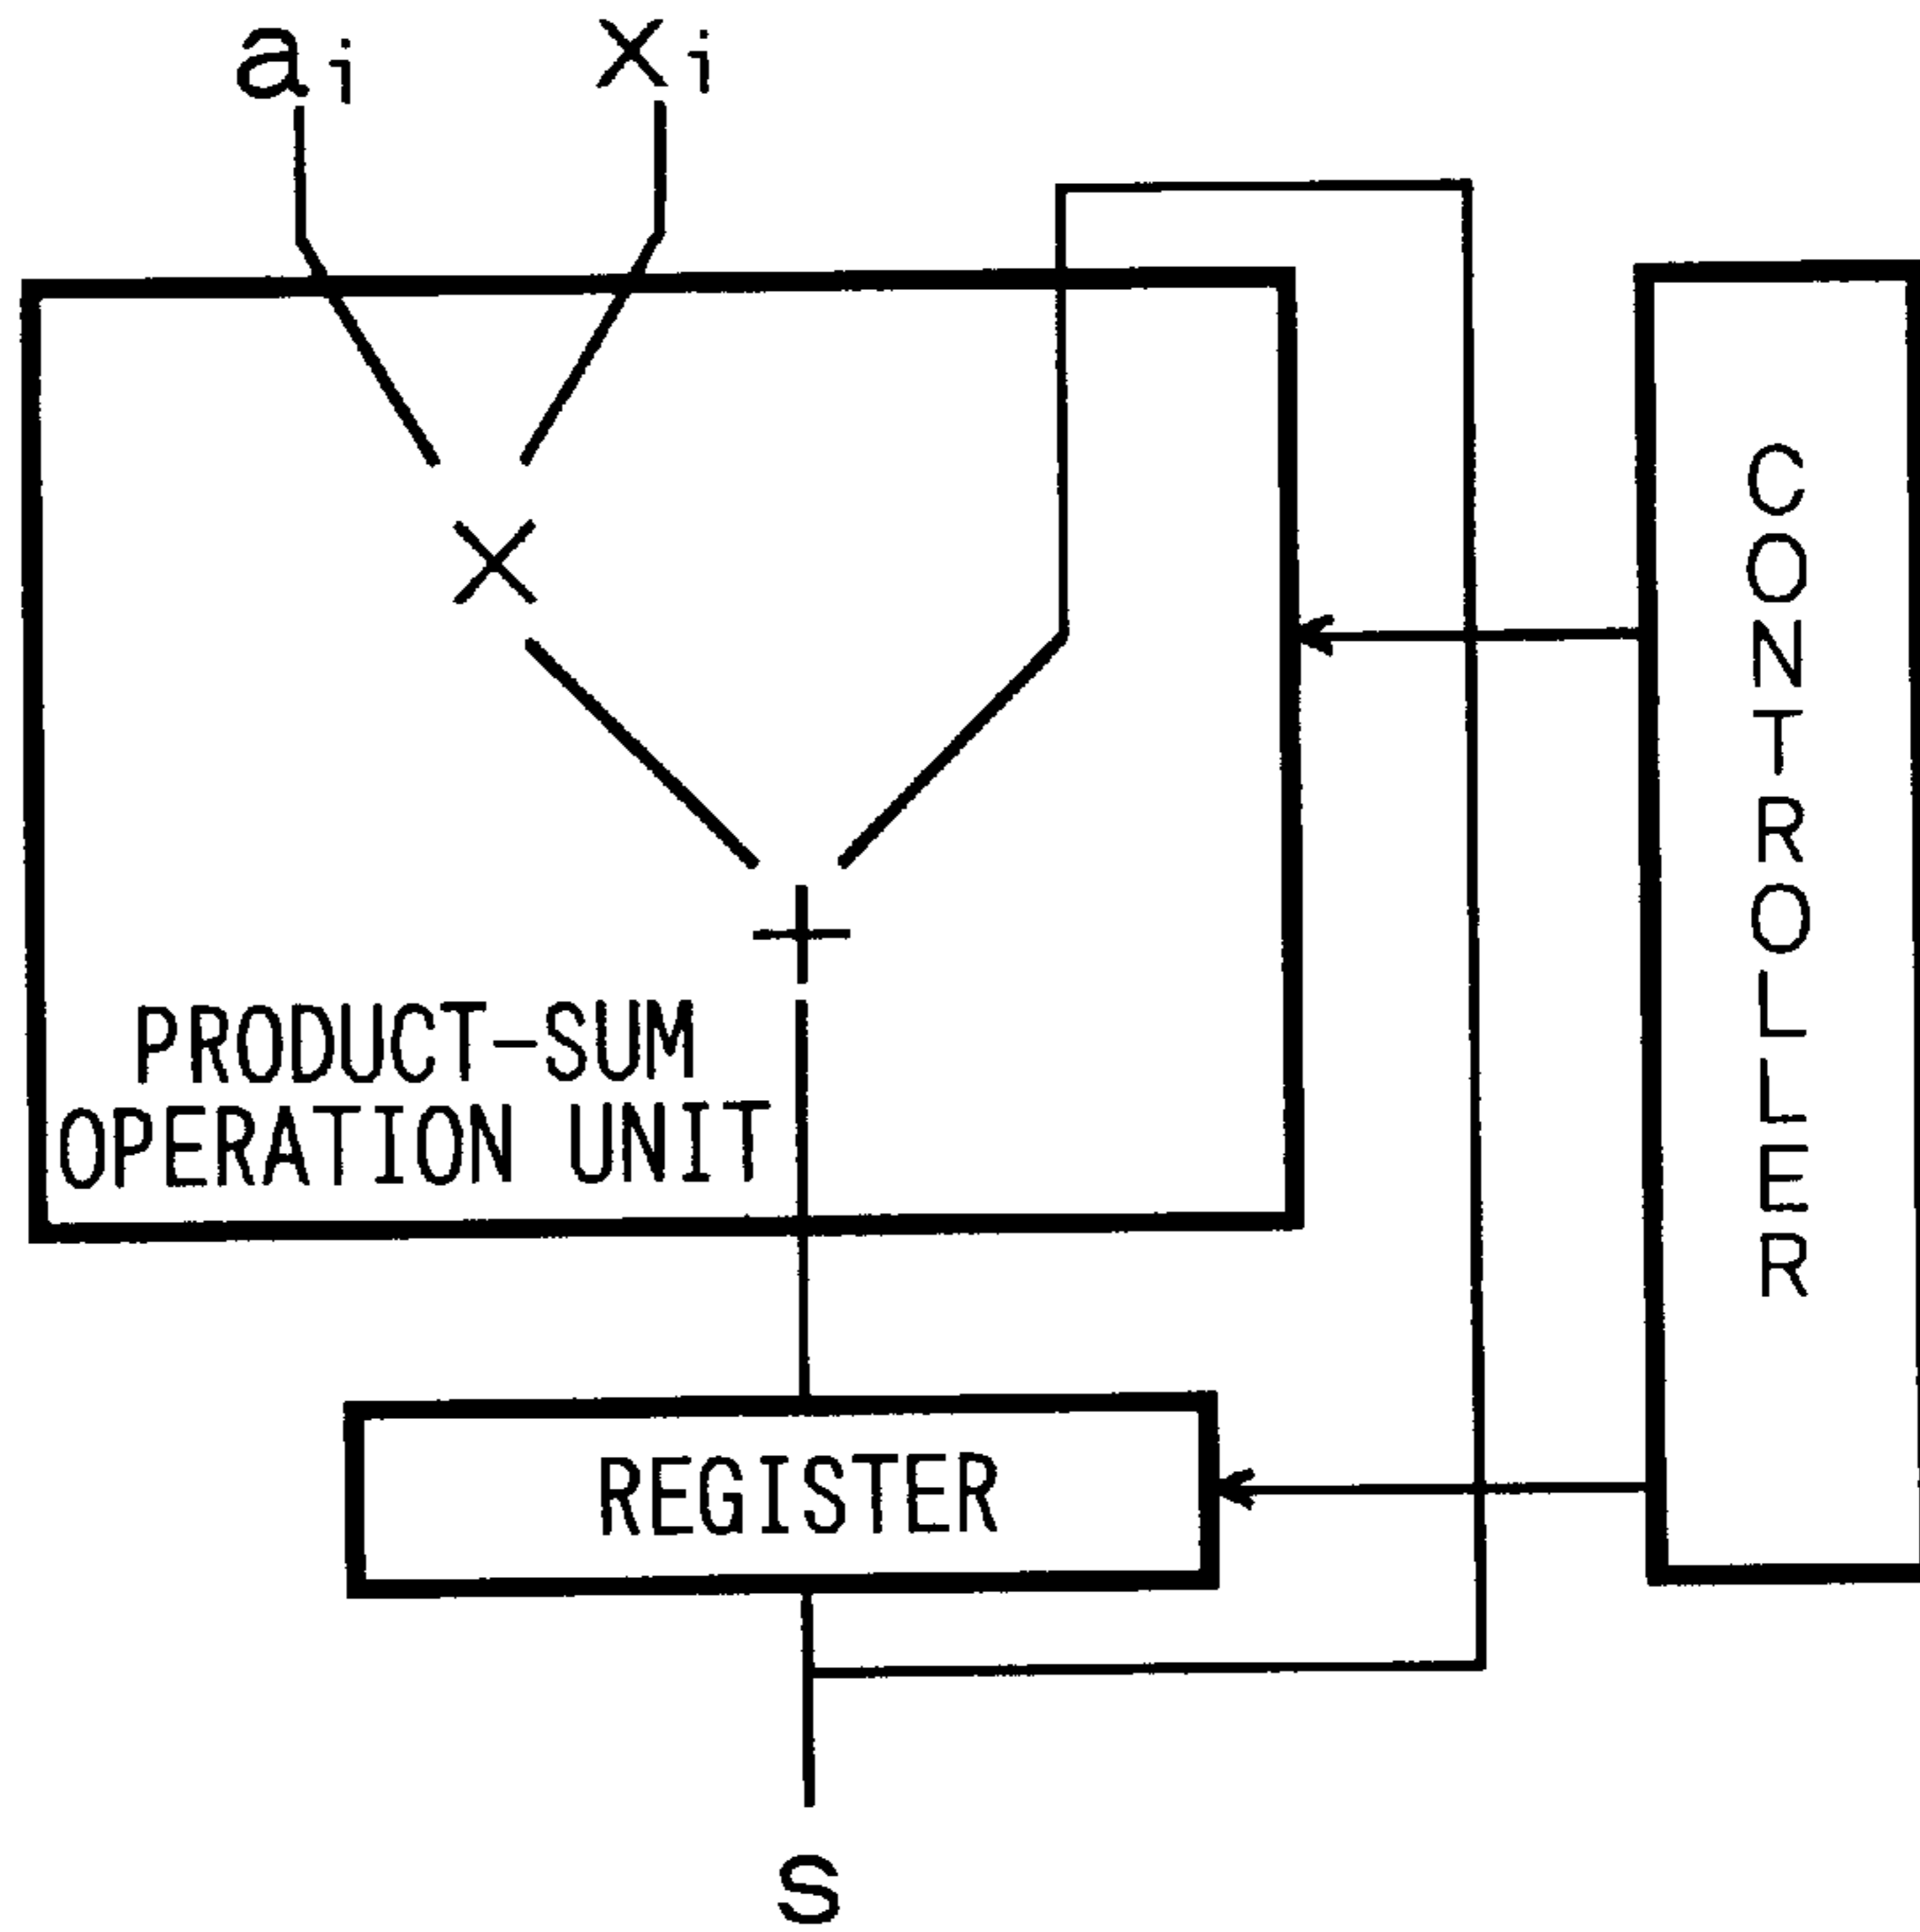 ai xi
×
+
PRODUCT-SUM
OPERATION UNIT
CONTROLLER
REGISTER
S